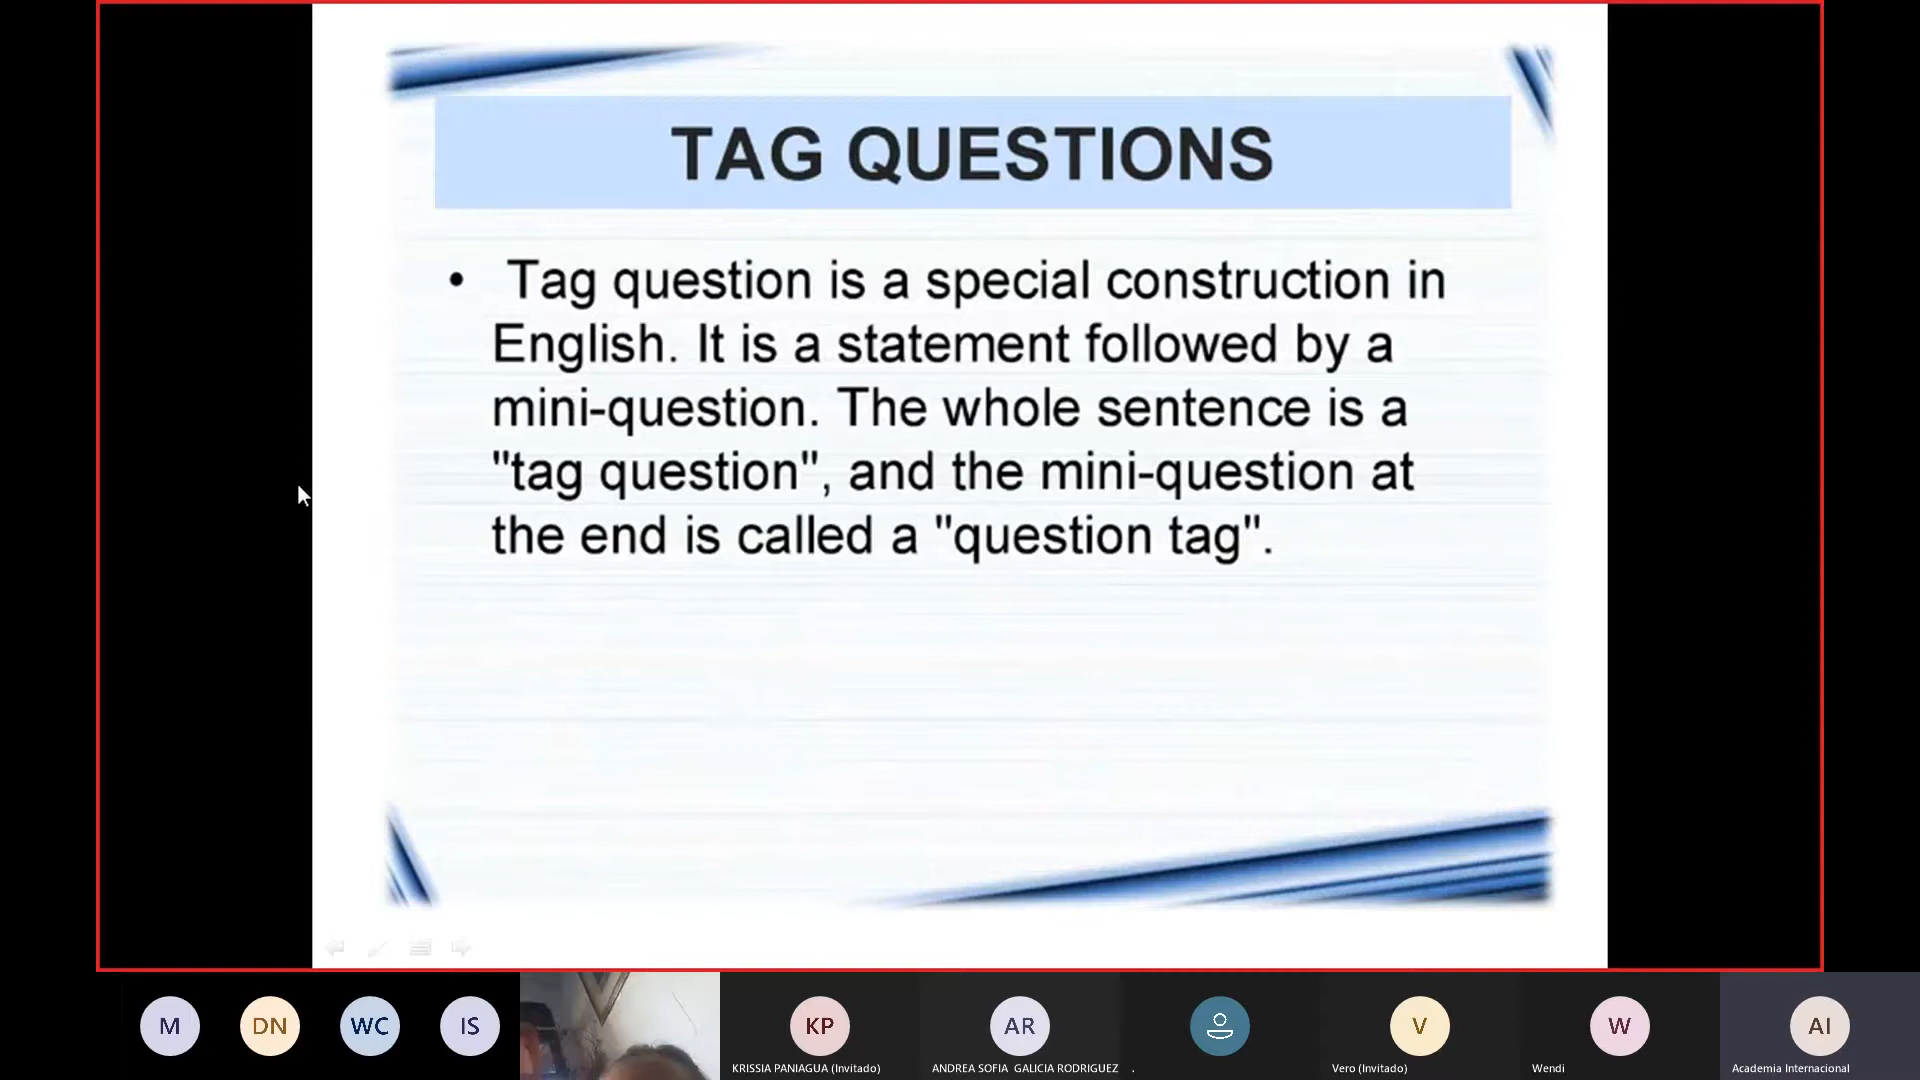 TAG QUESTIONS
• Tag question is a special construction in
English. It is a statement followed by a
mini-question. The whole sentence is a
"tag question", and the mini-question at
the end is called a "question tag".
M
DN
WC
IS
KP
AR
V
W
AI
KRISSIA PANIAGUA (Invitado)
ANDREA SOFIA GALICIA RODRIGUEZ .
Vero (Invitado)
Wendi
Academia Internacional